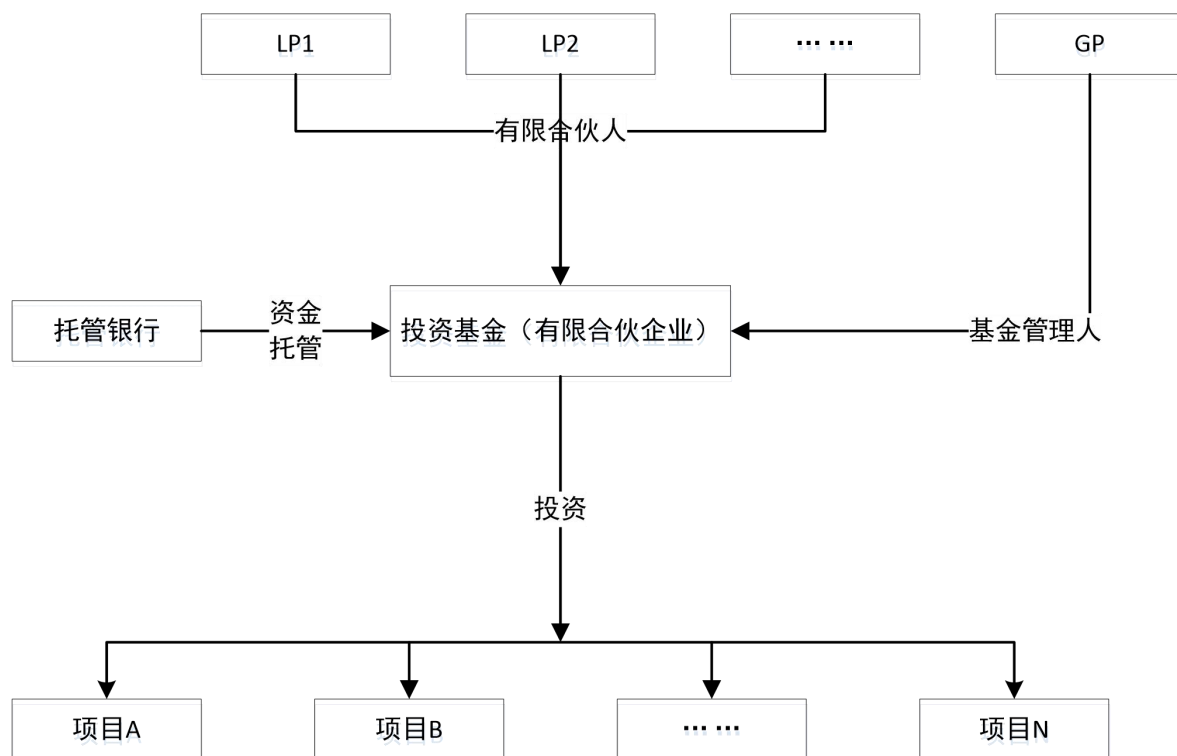 LP1
LP2
… …
GP
有限合伙人
托管银行
资金
托管
投资基金（有限合伙企业）
基金管理人
投资
项目A
项目B
… …
项目N